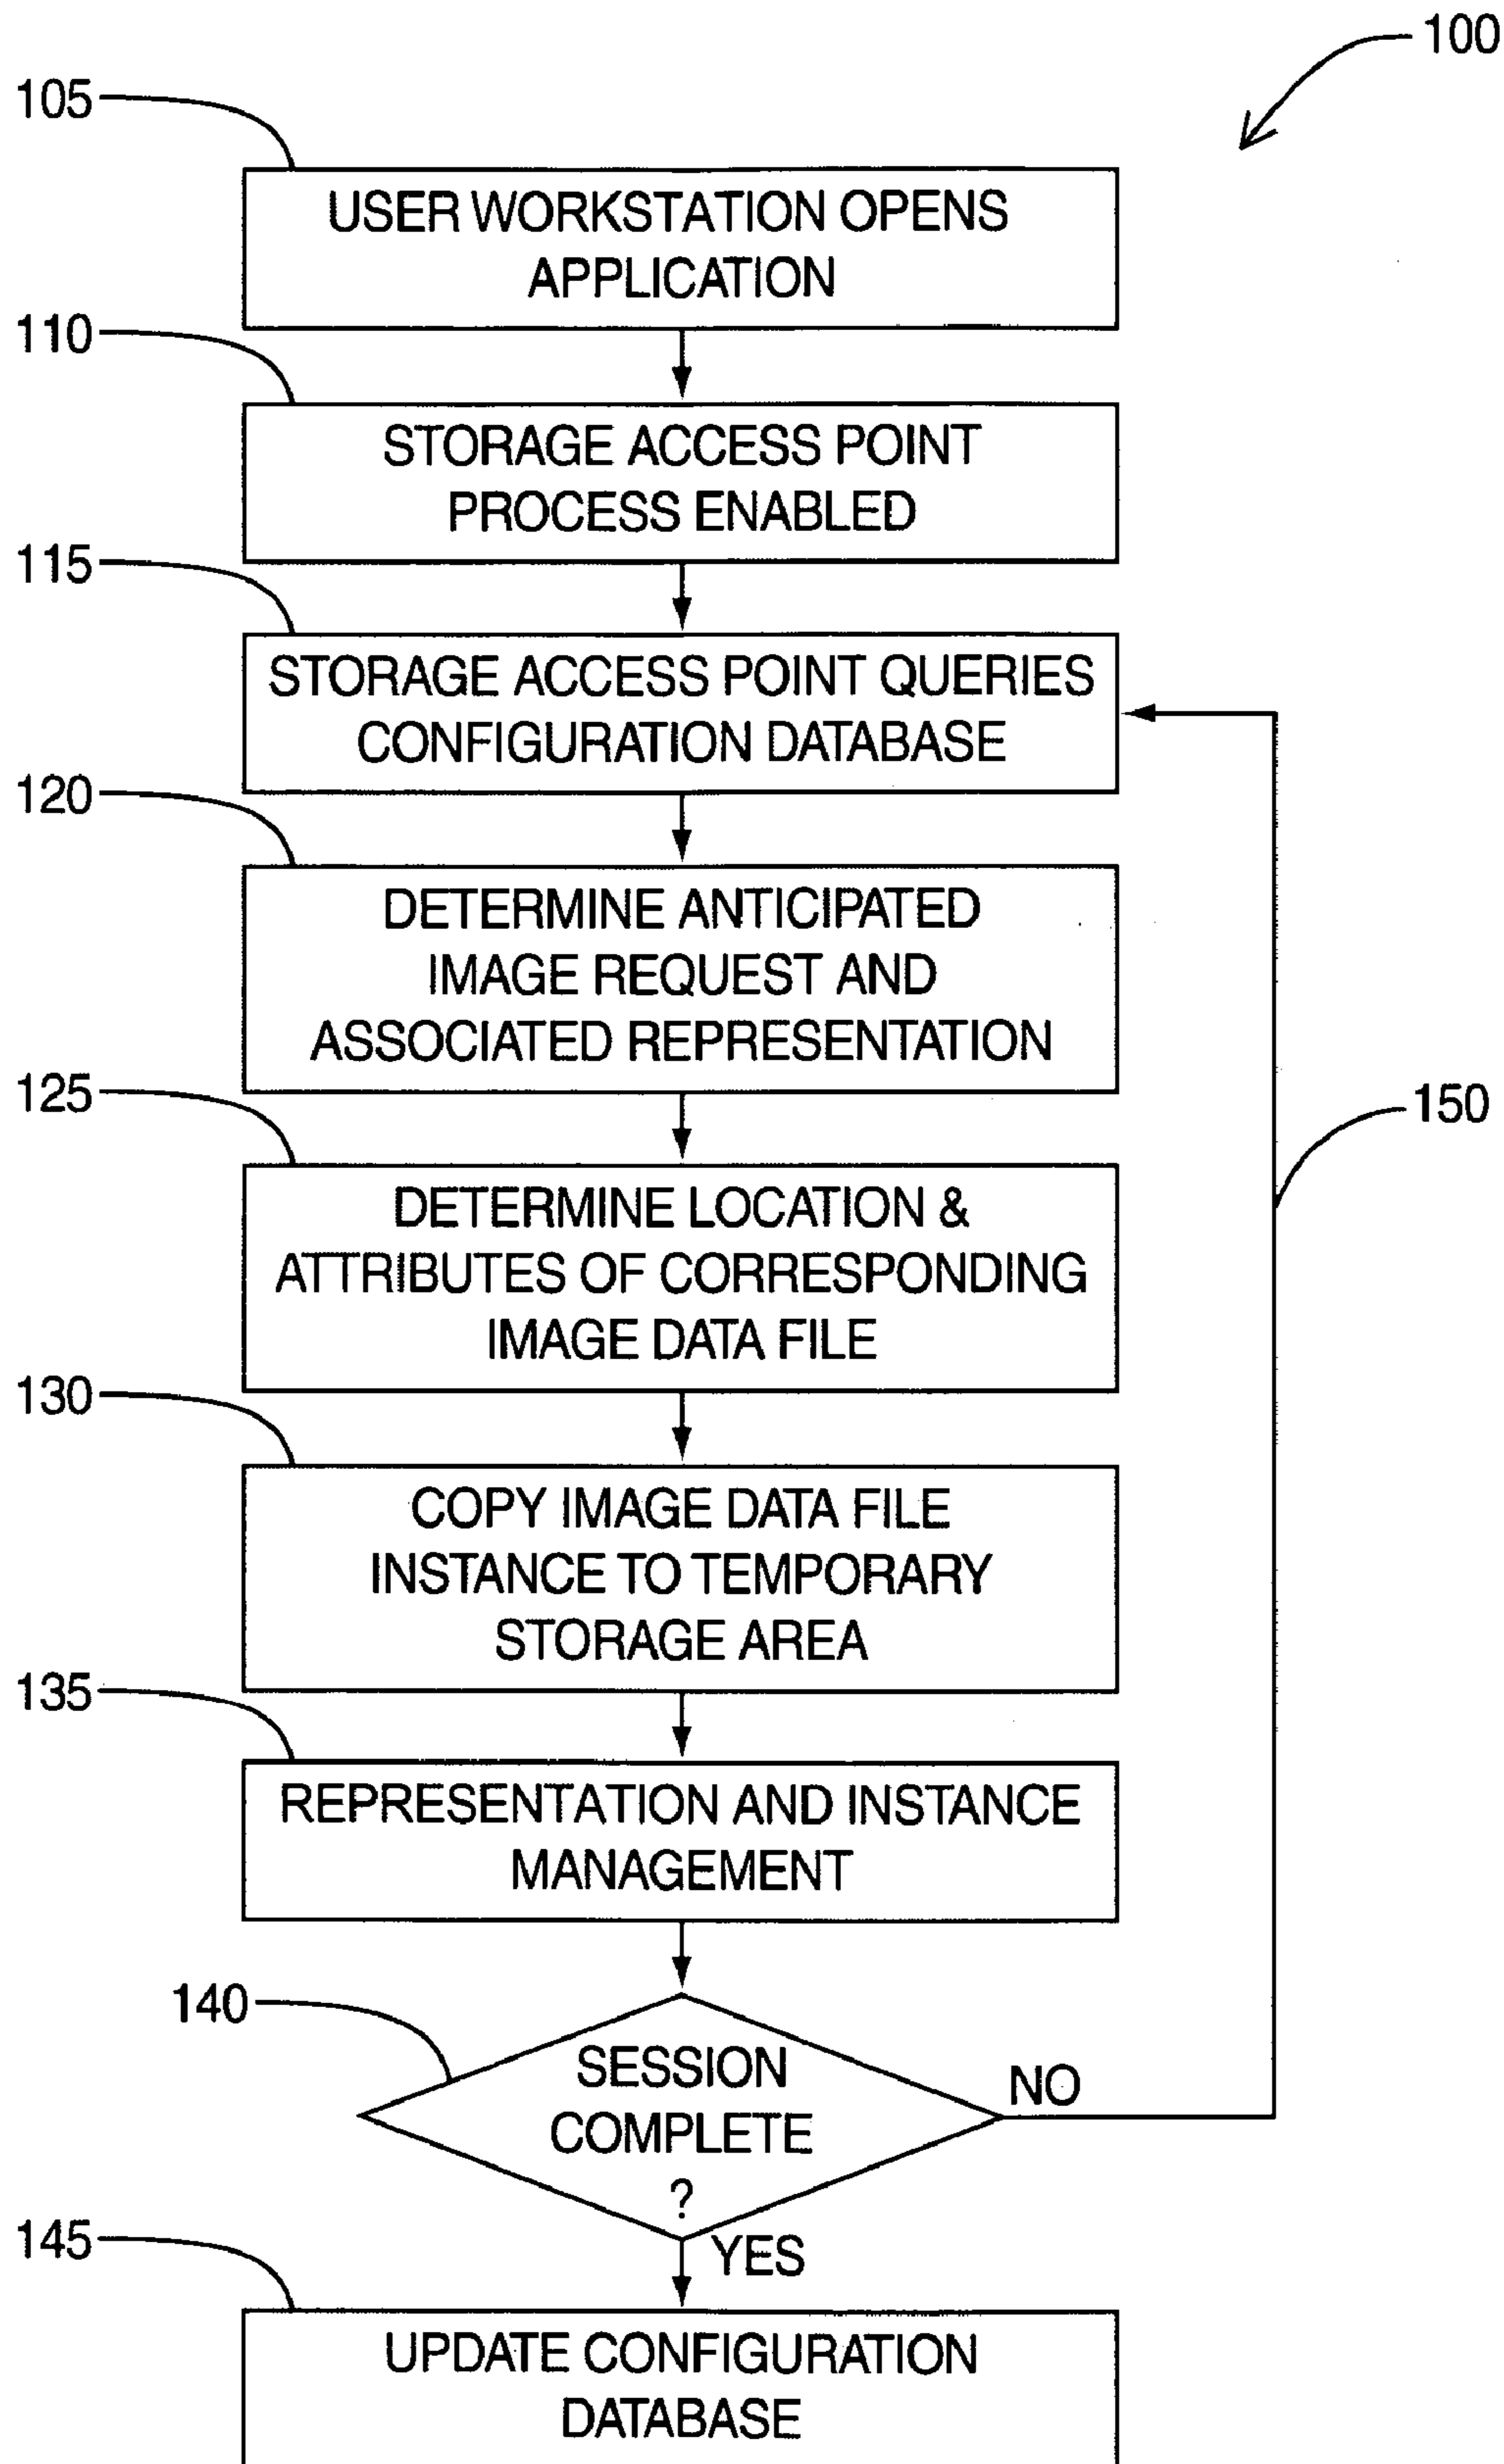 100
105
USER WORKSTATION OPENS
APPLICATION
110
STORAGE ACCESS POINT
PROCESS ENABLED
115
STORAGE ACCESS POINT QUERIES
CONFIGURATION DATABASE
120
DETERMINE ANTICIPATED
IMAGE REQUEST AND
ASSOCIATED REPRESENTATION
125
DETERMINE LOCATION &
ATTRIBUTES OF CORRESPONDING
IMAGE DATA FILE
150
130
COPY IMAGE DATA FILE
INSTANCE TO TEMPORARY
STORAGE AREA
135
REPRESENTATION AND INSTANCE
MANAGEMENT
140
SESSION
COMPLETE
?
NO
YES
145
UPDATE CONFIGURATION
DATABASE